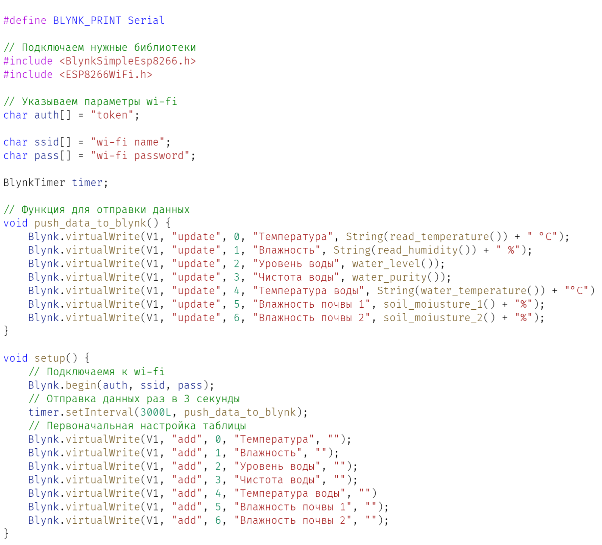 #define BLYNK_PRINT Serial

// Подключаем нужные библиотеки
#include <BlynkSimpleEsp8266.h>
#include <ESP8266WiFi.h>

// Указываем параметры wi-fi
char auth[] = "token";

char ssid[] = "wi-fi name";
char pass[] = "wi-fi password";

BlynkTimer timer;

// Функция для отправки данных
void push_data_to_blynk() {
    Blynk.virtualWrite(V1, "update", 0, "Температура", String(read_temperature()) + " °C");
    Blynk.virtualWrite(V1, "update", 1, "Влажность", String(read_humidity()) + " %");
    Blynk.virtualWrite(V1, "update", 2, "Уровень воды", water_level());
    Blynk.virtualWrite(V1, "update", 3, "Чистота воды", water_purity());
    Blynk.virtualWrite(V1, "update", 4, "Температура воды", String(water_temperature()) + "°C")
    Blynk.virtualWrite(V1, "update", 5, "Влажность почвы 1", soil_moiusture_1() + "%");
    Blynk.virtualWrite(V1, "update", 6, "Влажность почвы 2", soil_moiusture_2() + "%");
}

void setup() {
    // Подключаемя к wi-fi
    Blynk.begin(auth, ssid, pass);
    // Отправка данных раз в 3 секунды
    timer.setInterval(3000L, push_data_to_blynk);
    // Первоначальная настройка таблицы
    Blynk.virtualWrite(V1, "add", 0, "Температура", "");
    Blynk.virtualWrite(V1, "add", 1, "Влажность", "");
    Blynk.virtualWrite(V1, "add", 2, "Уровень воды", "");
    Blynk.virtualWrite(V1, "add", 3, "Чистота воды", "");
    Blynk.virtualWrite(V1, "add", 4, "Температура воды", "")
    Blynk.virtualWrite(V1, "add", 5, "Влажность почвы 1", "");
    Blynk.virtualWrite(V1, "add", 6, "Влажность почвы 2", "");
}